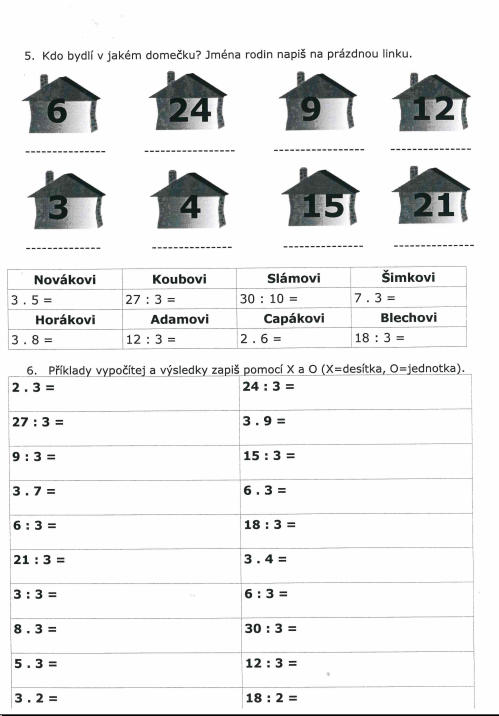 5. Kdo bydlí v jakém domečku? Jména rodin napiš na prázdnou linku.
6 24 9 12
3 4 15 21
Novákovi Koubovi Slámovi Šimkovi
3 . 5 = 27 : 3 = 30 : 10 = 7 . 3 =
Horákovi Adamovi Capákovi Blechovi
3 . 8 = 12 : 3 = 2 . 6 = 18 : 3 =
6. Příklady vypočítej a výsledky zapiš pomocí X a O (X=desítka, O=jednotka).
2 . 3 = 24 : 3 =
27 : 3 = 3 . 9 =
9 : 3 = 15 : 3 =
3 . 7 = 6 . 3 =
6 : 3 = 18 : 3 =
21 : 3 = 3 . 4 =
3 : 3 = 6 : 3 =
8 . 3 = 30 : 3 =
5 . 3 = 12 : 3 =
3 . 2 = 18 : 2 =